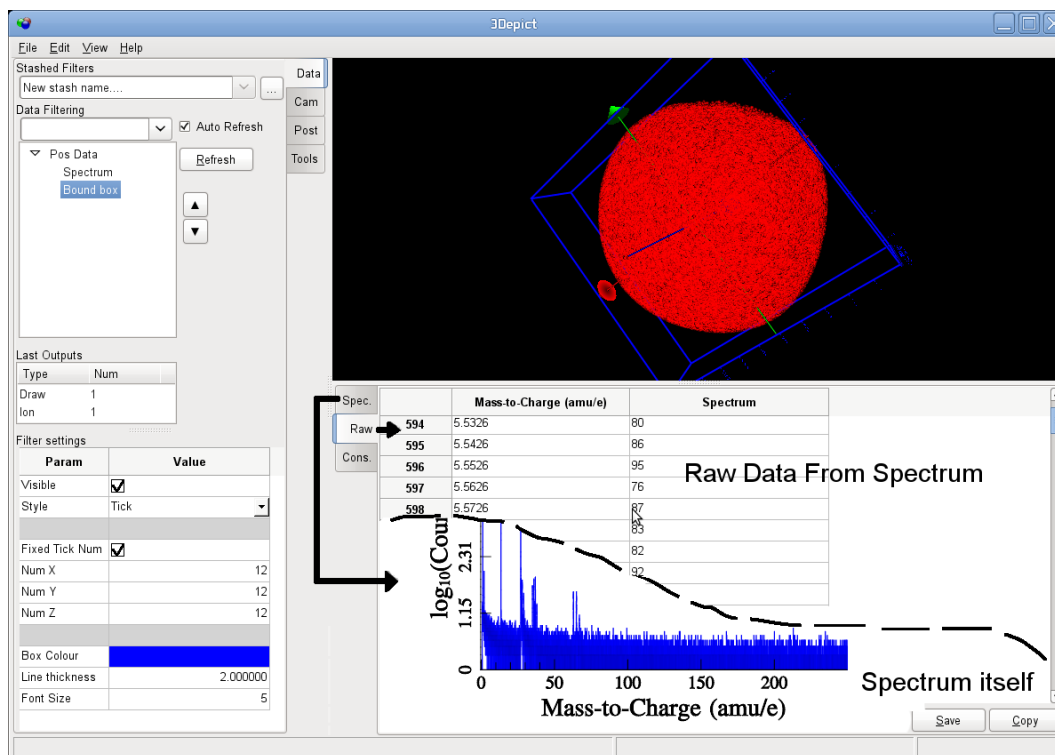 3Depict
File Edit View Help
Stashed Filters
New stash name....
...
Data Filtering
Auto Refresh
Pos Data
Spectrum
Bound box
Refresh
Data
Cam
Post
Tools
Last Outputs
Type Num
Draw 1
Ion 1
Filter settings
Param Value
Visible
Style Tick
Fixed Tick Num
Num X 12
Num Y 12
Num Z 12
Box Colour
Line thickness 2.000000
Font Size 5
Spec.
Raw
Cons.
Mass-to-Charge (amu/e) Spectrum
594 5.5326 80
595 5.5426 86
596 5.5526 95
597 5.5626 76
598 5.5726 87
83
82
92
Raw Data From Spectrum
log10(Cour
2.31
1.15
0
0 50 100 150 200
Mass-to-Charge (amu/e)
Spectrum itself
Save Copy